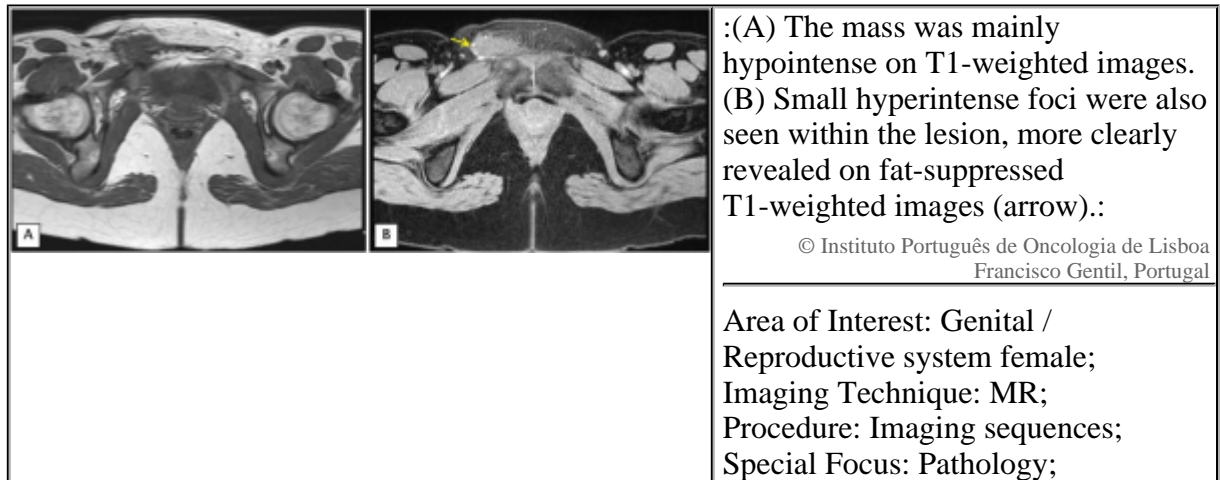 A
B
:(A) The mass was mainly
hypointense on T1-weighted images.
(B) Small hyperintense foci were also
seen within the lesion, more clearly
revealed on fat-suppressed
T1-weighted images (arrow).:
© Instituto Português de Oncologia de Lisboa
Francisco Gentil, Portugal
Area of Interest: Genital /
Reproductive system female;
Imaging Technique: MR;
Procedure: Imaging sequences;
Special Focus: Pathology;